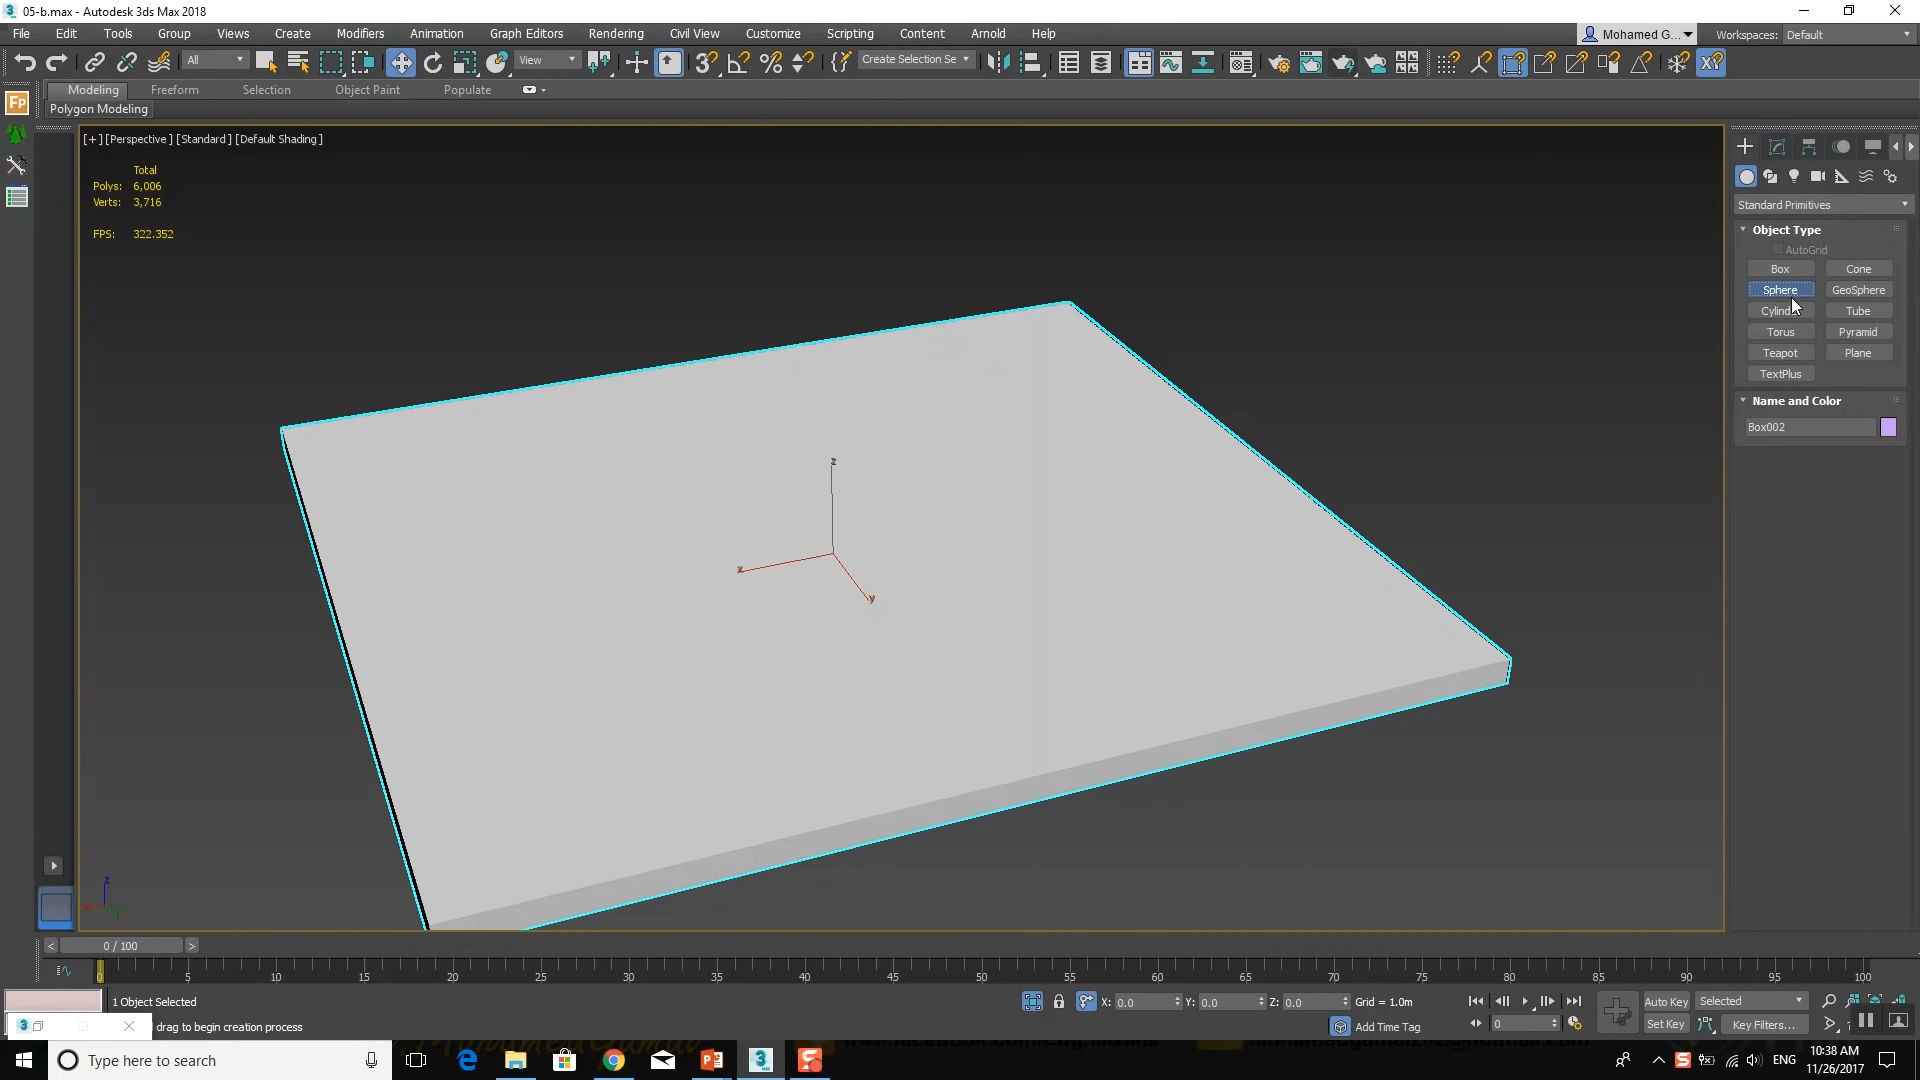 05-b.max - Autodesk 3ds Max 2018
File Edit Tools Group Views Create Modifiers Animation Graph Editors Rendering Civil View Customize Scripting Content Arnold Help
Mohamed G... Workspaces: Default
All View Create Selection Se
Modeling Freeform Selection Object Paint Populate
Polygon Modeling
[+] [Perspective] [Standard] [Default Shading]
Total
Polys: 6,006
Verts: 3,716
FPS: 322.352
z
x
y
z
Standard Primitives
Object Type
AutoGrid
Box Cone
Sphere GeoSphere
Tube
Torus Pyramid
Teapot Plane
TextPlus
Name and Color
Box002
< 0 / 100 >
0 5 10 15 20 25 30 35 40 45 50 55 60 65 70 75 80 85 90 95 100
1 Object Selected X: 0.0 Y: 0.0 Z: 0.0 Grid = 1.0m Auto Key Selected
drag to begin creation process Add Time Tag 0 Set Key Key Filters...
Type here to search
ENG
10:38 AM
11/26/2017